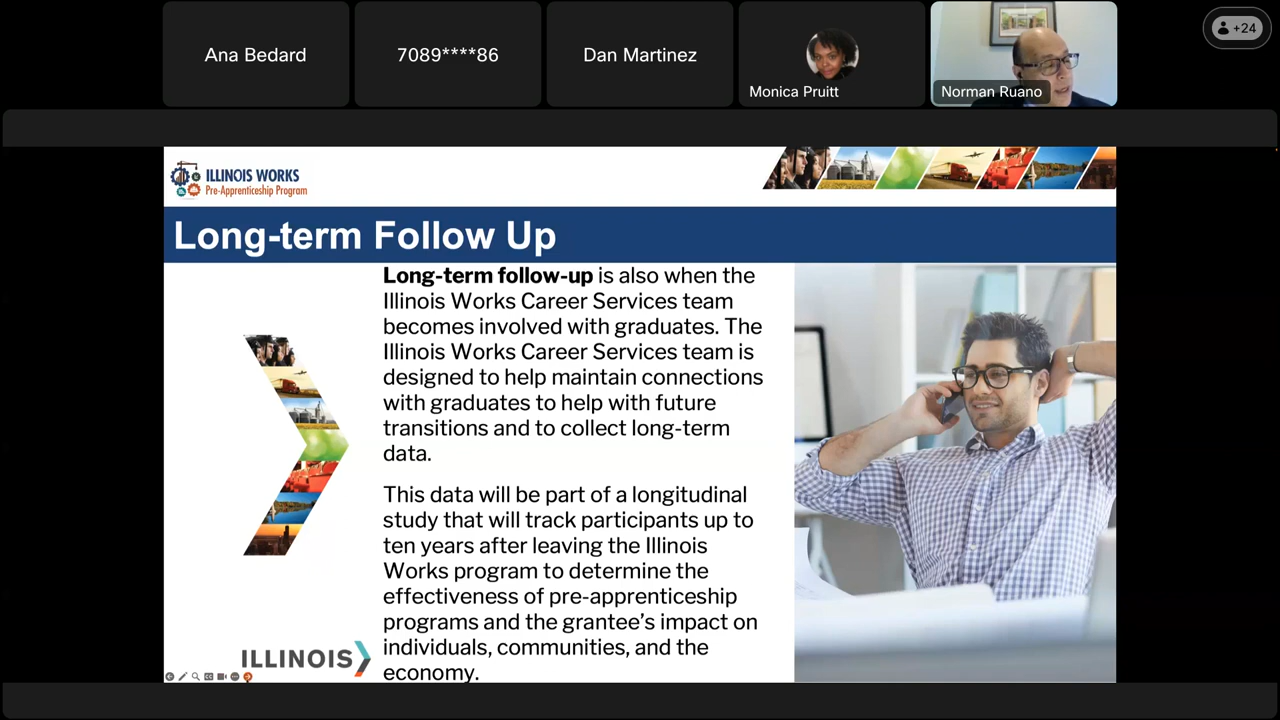 Ana Bedard
7089****86
Dan Martinez
Monica Pruitt
Norman Ruano
+24
ILLINOIS WORKS
Pre-Apprenticeship Program
Long-term Follow Up
Long-term follow-up is also when the
Illinois Works Career Services team
becomes involved with graduates. The
Illinois Works Career Services team is
designed to help maintain connections
with graduates to help with future
transitions and to collect long-term
data.
This data will be part of a longitudinal
study that will track participants up to
ten years after leaving the Illinois
Works program to determine the
effectiveness of pre-apprenticeship
programs and the grantee’s impact on
individuals, communities, and the
economy.
ILLINOIS